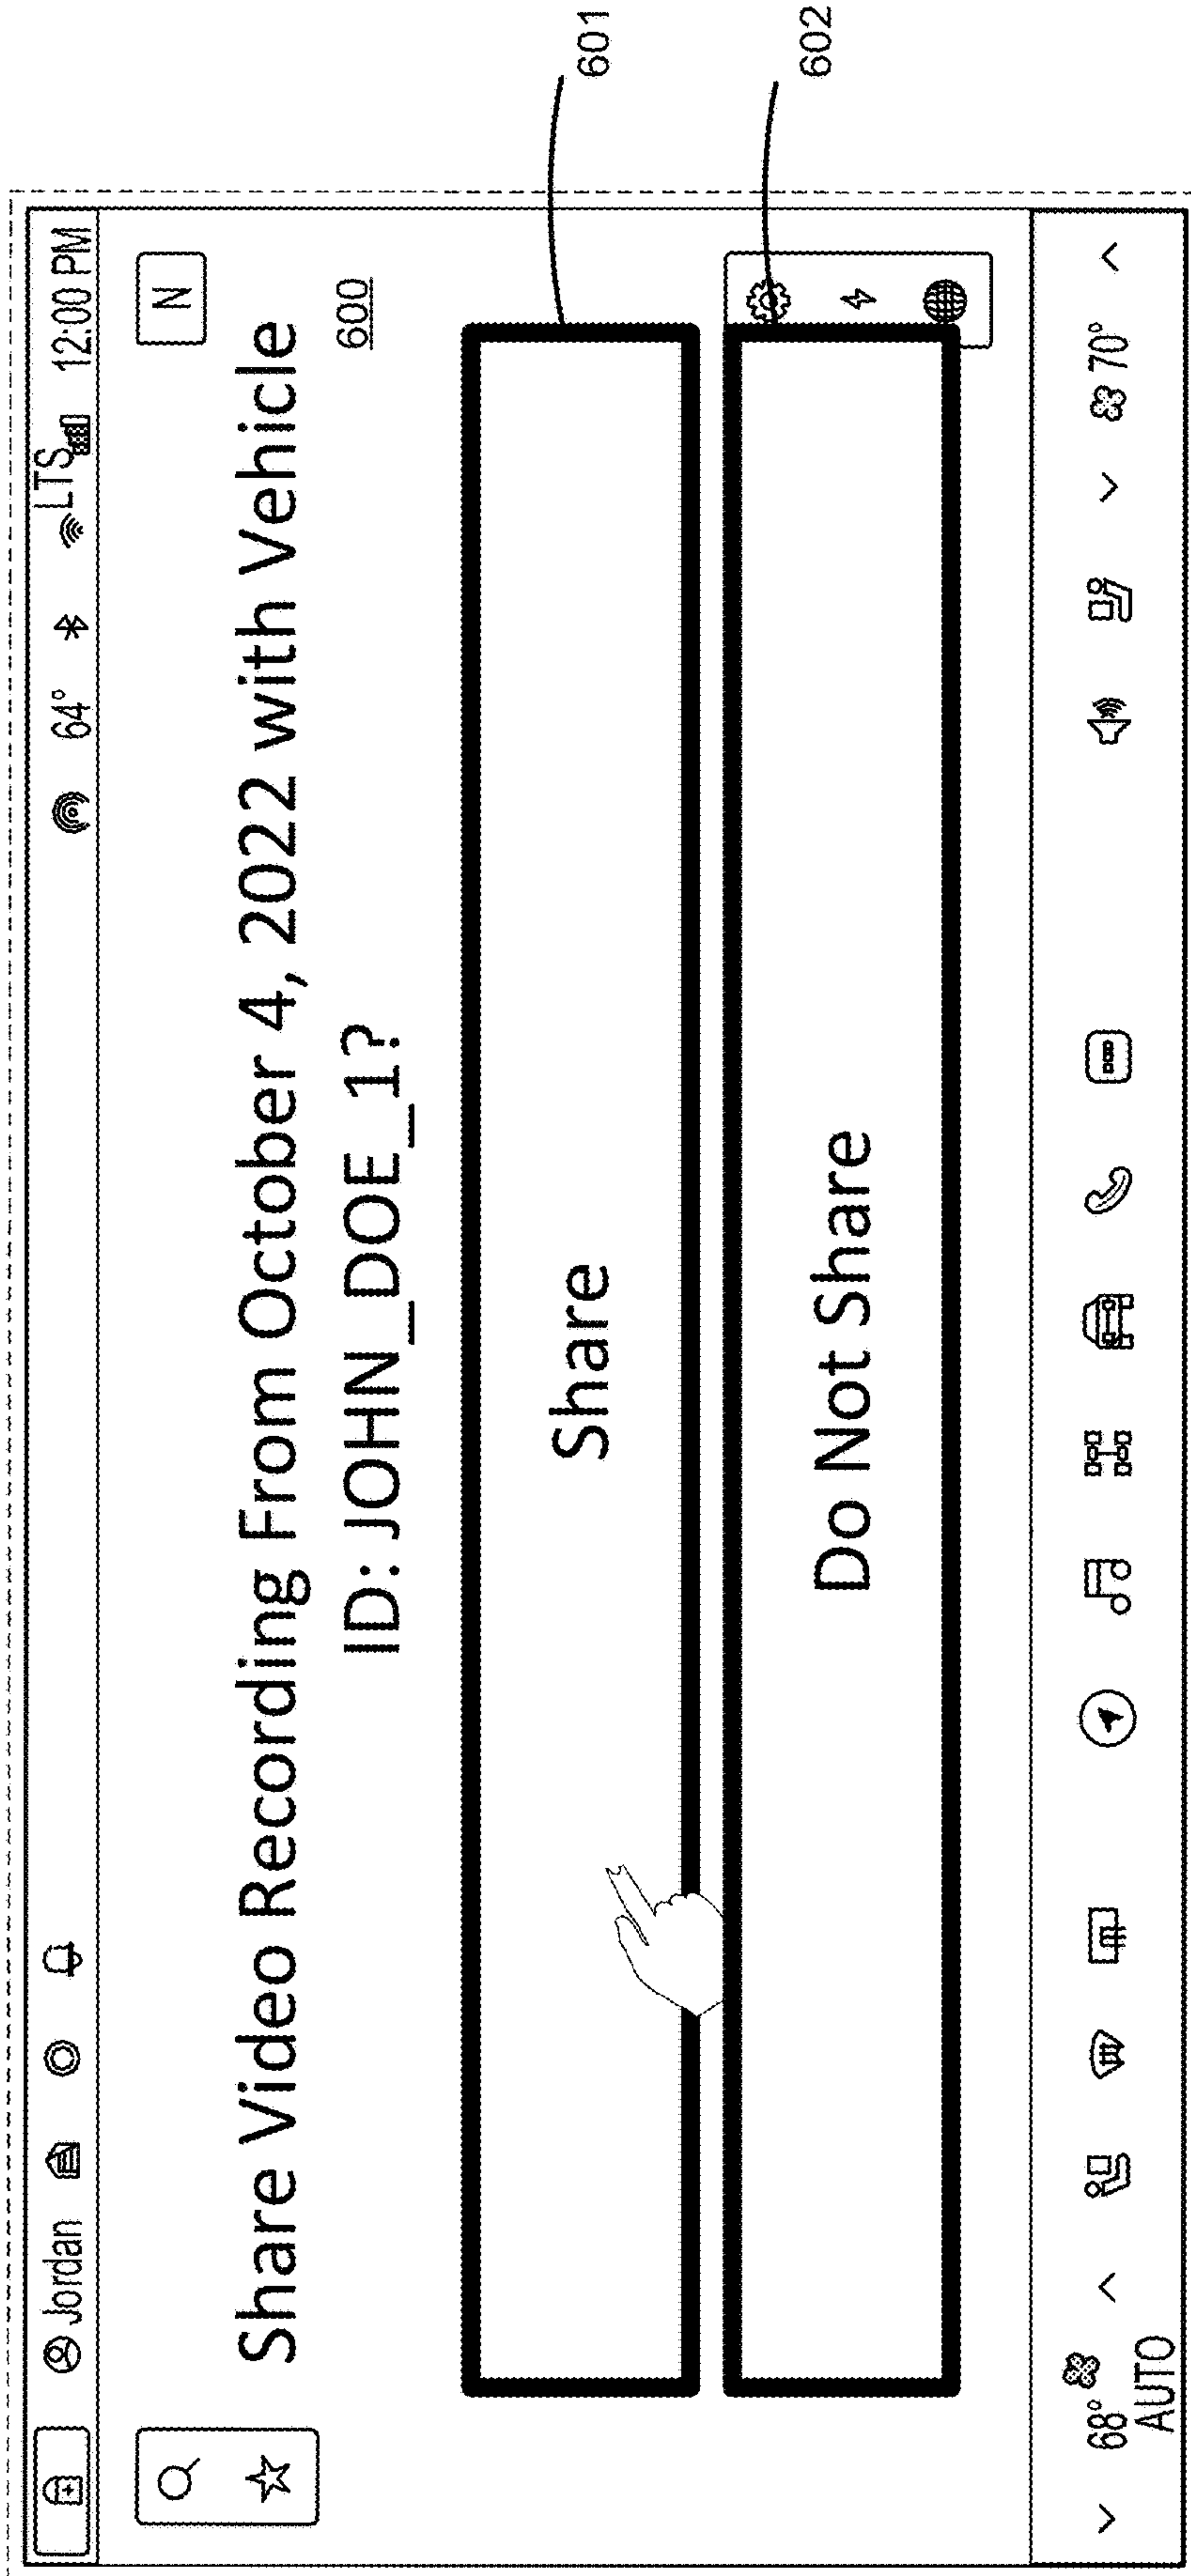 Jordan
64°
LTS
12:00 PM
N
Share Video Recording From October 4, 2022 with Vehicle
ID: JOHN_DOE_1?
600
Share
601
Do Not Share
602
68°
AUTO
70°